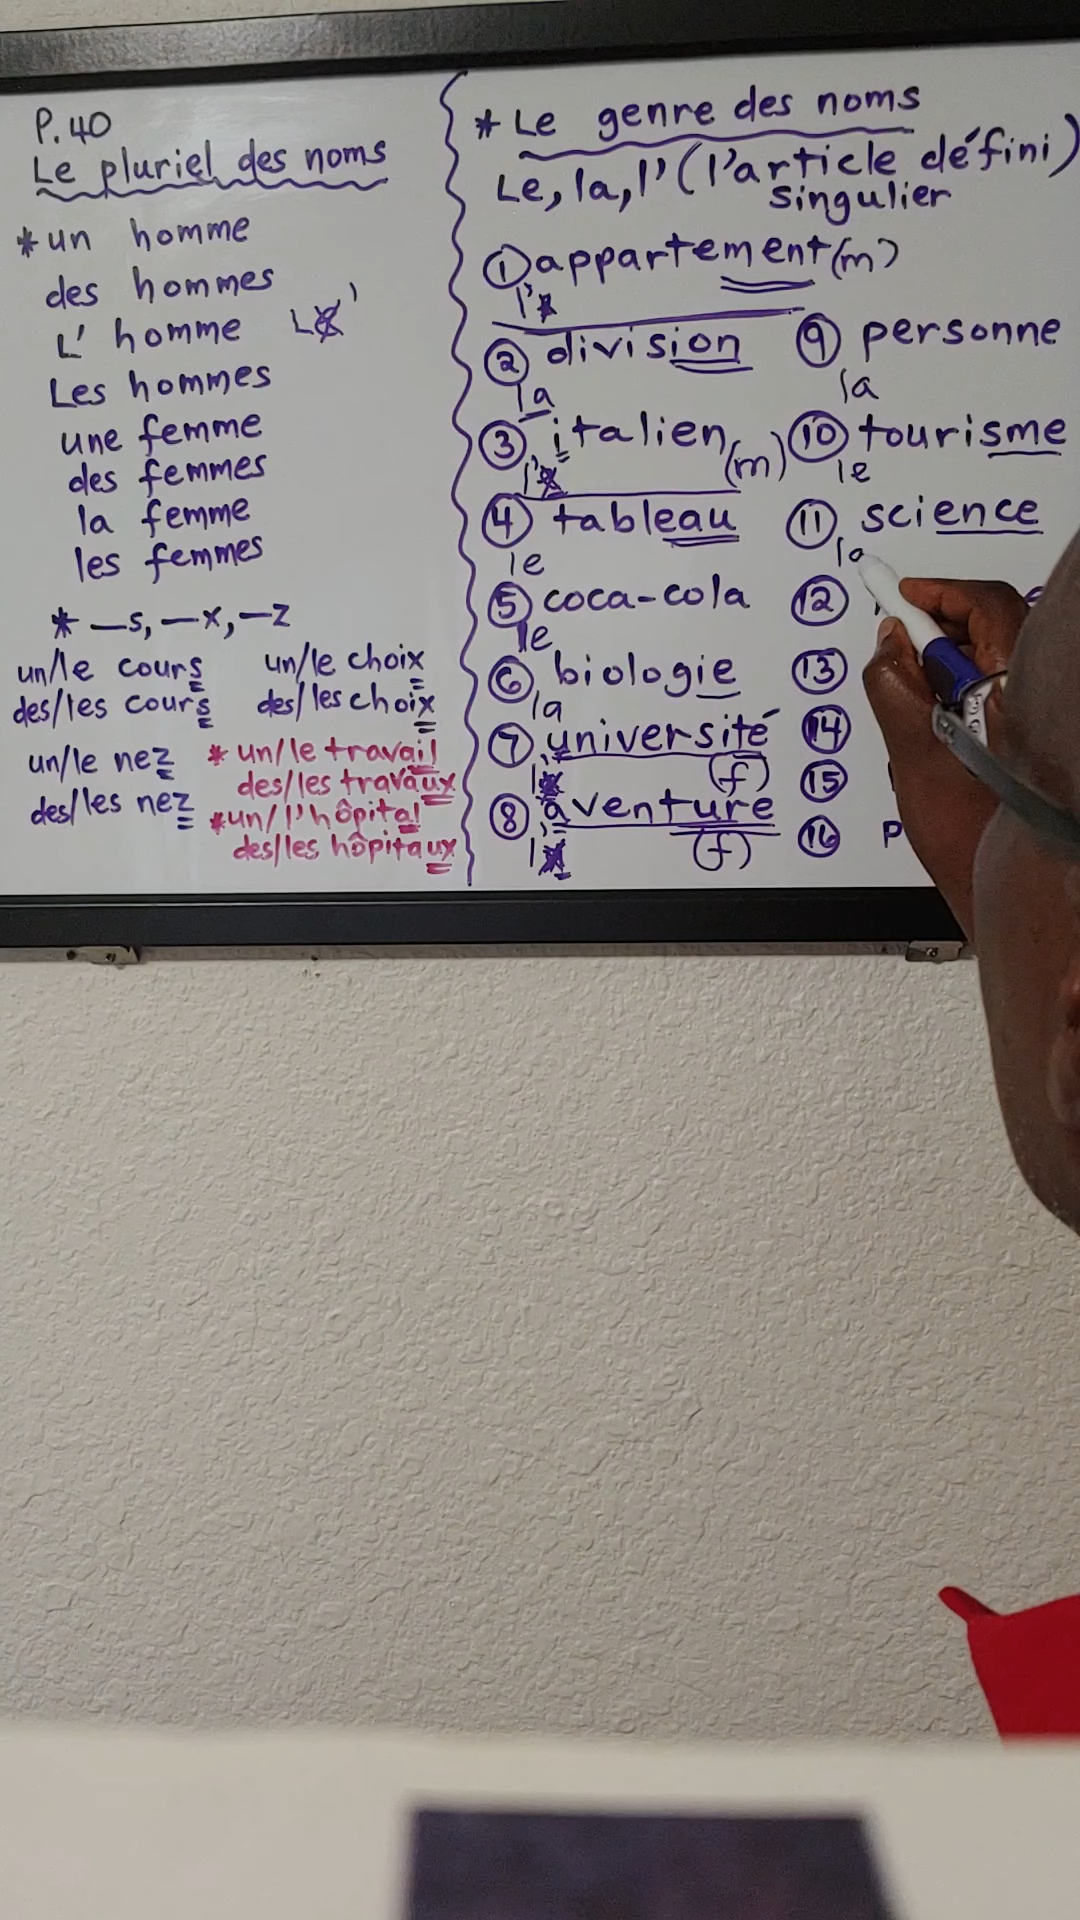 P.40
Le pluriel des noms
* un homme
des hommes
L' homme L'
Les hommes
une femme
des femmes
la femme
les femmes
* —s, —x, —z
un/le cours
des/les cours
un/le choix
des/les choix
un/le nez
des/les nez
* un/le travail
des/les travaux
* un/l'hôpital
des/les hôpitaux
* Le genre des noms
Le, la, l' (l'article défini)
singulier
① appartement (m)
l'
② division
la
③ italien (m)
l'
④ tableau
le
⑤ coca-cola
le
⑥ biologie
la
⑦ université
l' (f)
⑧ aventure
l' (f)
⑨ personne
la
⑩ tourisme
le
⑪ science
la
⑫
⑬
⑭
⑮
⑯ P